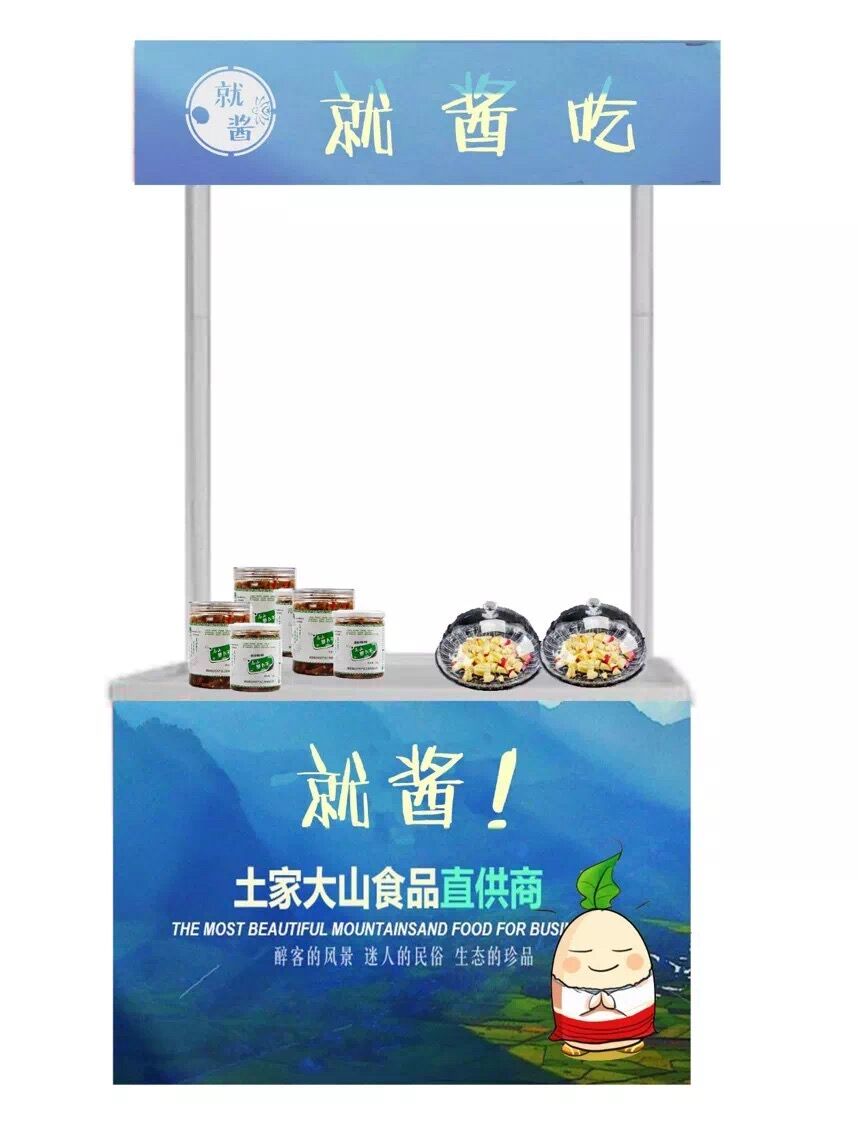 就酱
就酱吃
就酱！
土家大山食品直供商
THE MOST BEAUTIFUL MOUNTAINSAND FOOD FOR BUSI
醉客的风景 迷人的民俗 生态的珍品